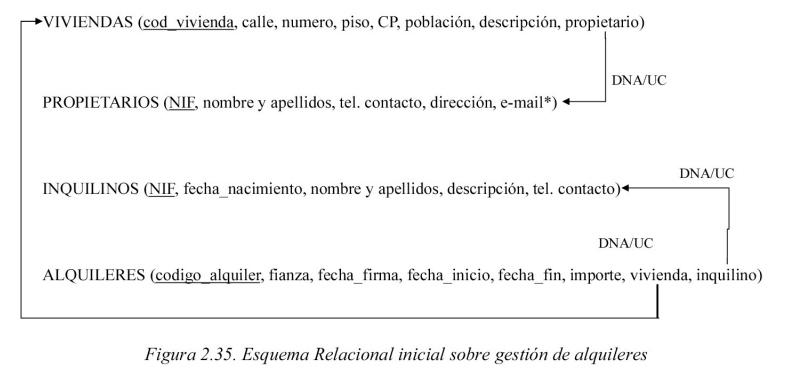 VIVIENDAS (cod_vivienda, calle, numero, piso, CP, población, descripción, propietario)
DNA/UC
PROPIETARIOS (NIF, nombre y apellidos, tel. contacto, dirección, e-mail*)
DNA/UC
INQUILINOS (NIF, fecha_nacimiento, nombre y apellidos, descripción, tel. contacto)
DNA/UC
ALQUILERES (codigo_alquiler, fianza, fecha_firma, fecha_inicio, fecha_fin, importe, vivienda, inquilino)
Figura 2.35. Esquema Relacional inicial sobre gestión de alquileres